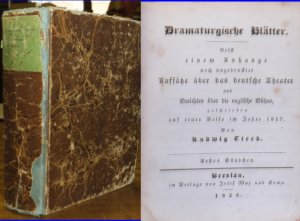 Dramaturgische Blätter.
Nebst
einem Anhange
noch ungedruckter
Aufsätze über das deutsche Theater
und
Berichten über die englische Bühne,
geschrieben
auf einer Reise im Jahre 1817.
Von
Ludwig Tieck.
Erstes Bändchen.
Breslau,
im Verlage von Josef Max und Komp.
1826.